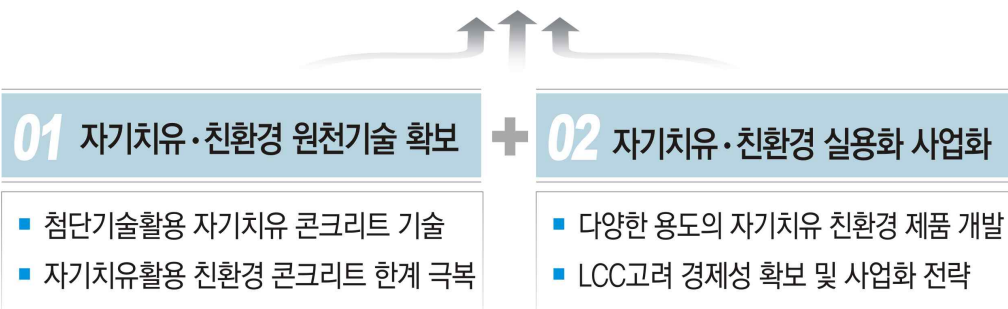 01 자기치유·친환경 원천기술 확보 + 02 자기치유·친환경 실용화 사업화
■ 첨단기술활용 자기치유 콘크리트 기술
■ 자기치유활용 친환경 콘크리트 한계 극복
■ 다양한 용도의 자기치유 친환경 제품 개발
■ LCC고려 경제성 확보 및 사업화 전략